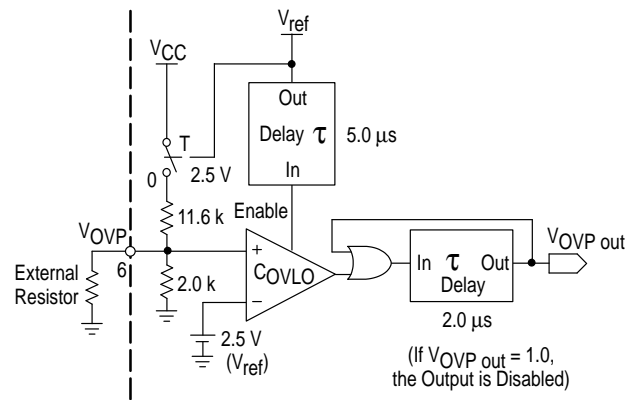 Vref
VCC
Out
Delay τ
In
5.0 μs
T
0
2.5 V
11.6 k
Enable
VOVP
6
External
Resistor
2.0 k
+
COVLO
–
2.5 V
(Vref)
In τ Out
Delay
2.0 μs
VOVP out
(If VOVP out = 1.0,
the Output is Disabled)